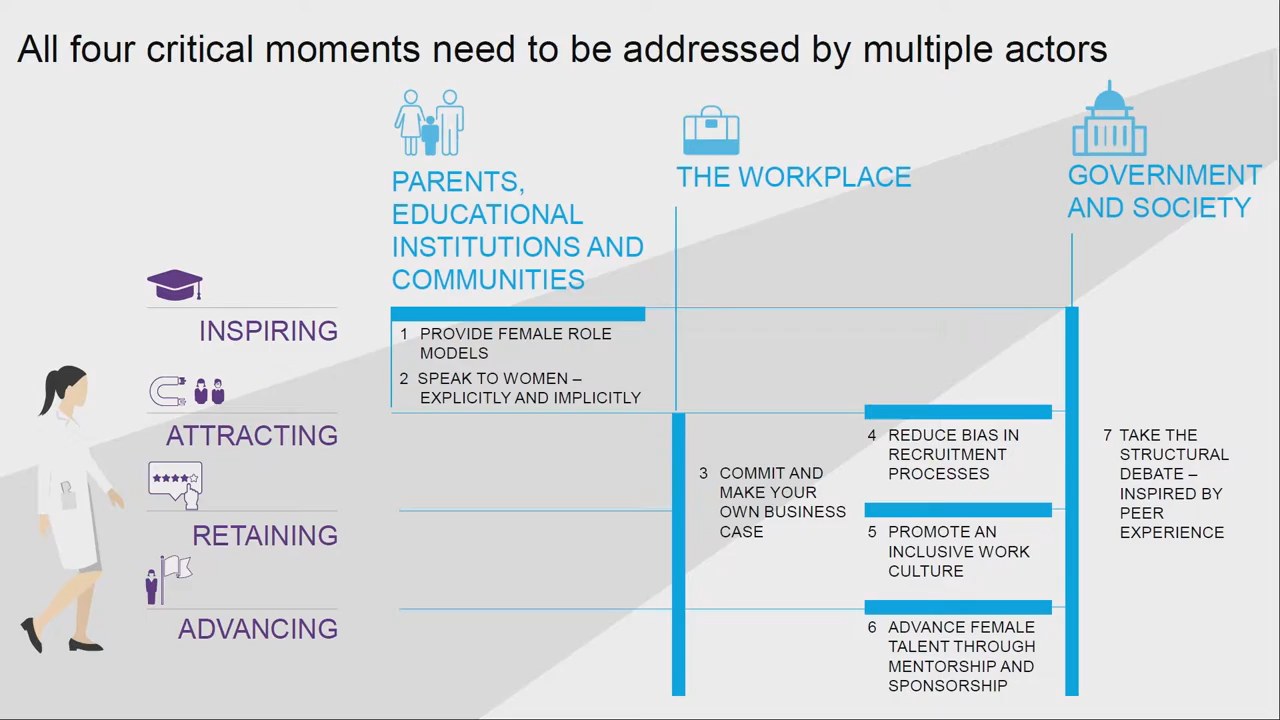 All four critical moments need to be addressed by multiple actors
PARENTS,
EDUCATIONAL
INSTITUTIONS AND
COMMUNITIES
THE WORKPLACE
GOVERNMENT
AND SOCIETY
INSPIRING
1 PROVIDE FEMALE ROLE
MODELS
2 SPEAK TO WOMEN –
EXPLICITLY AND IMPLICITLY
ATTRACTING
3 COMMIT AND
MAKE YOUR
OWN BUSINESS
CASE
4 REDUCE BIAS IN
RECRUITMENT
PROCESSES
7 TAKE THE
STRUCTURAL
DEBATE –
INSPIRED BY
PEER
EXPERIENCE
RETAINING
5 PROMOTE AN
INCLUSIVE WORK
CULTURE
ADVANCING
6 ADVANCE FEMALE
TALENT THROUGH
MENTORSHIP AND
SPONSORSHIP